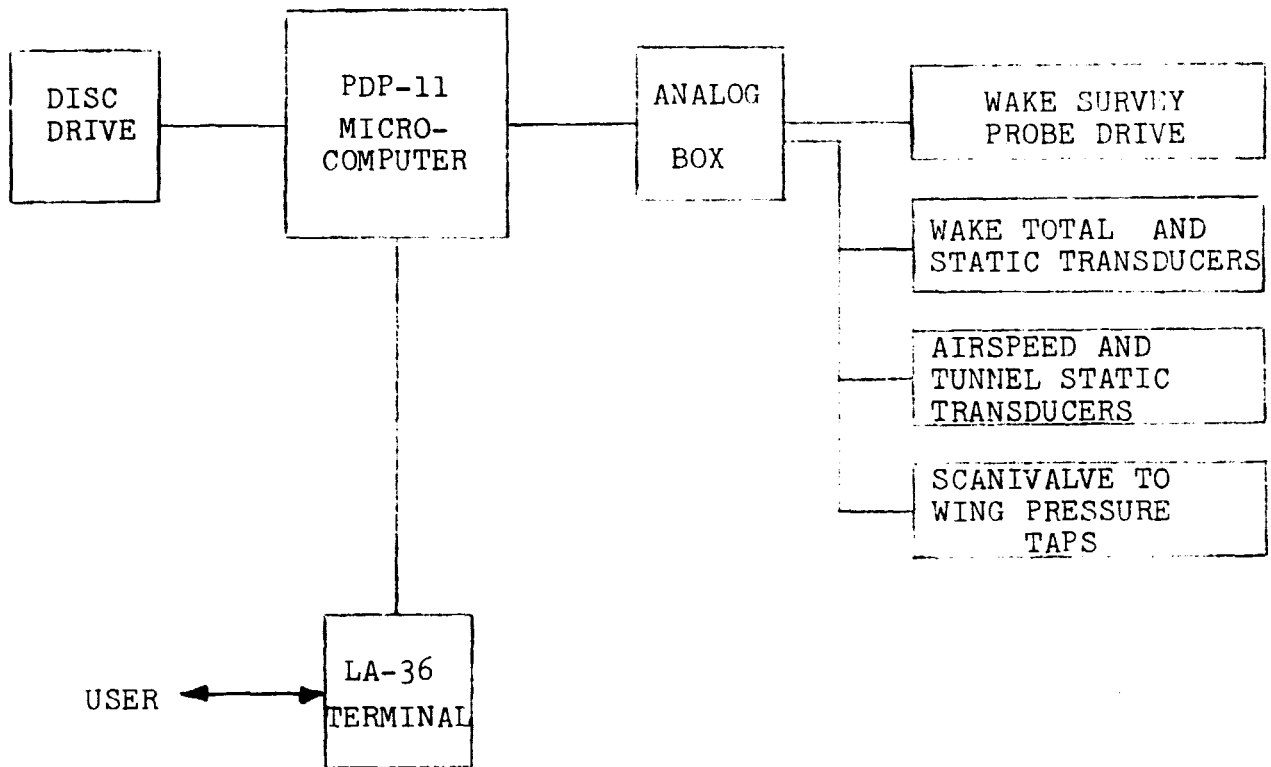 DISC
DRIVE
PDP-11
MICRO-
COMPUTER
ANALOG
BOX
WAKE SURVEY
PROBE DRIVE
WAKE TOTAL AND
STATIC TRANSDUCERS
AIRSPEED AND
TUNNEL STATIC
TRANSDUCERS
SCANIVALVE TO
WING PRESSURE
TAPS
LA-36
TERMINAL
USER